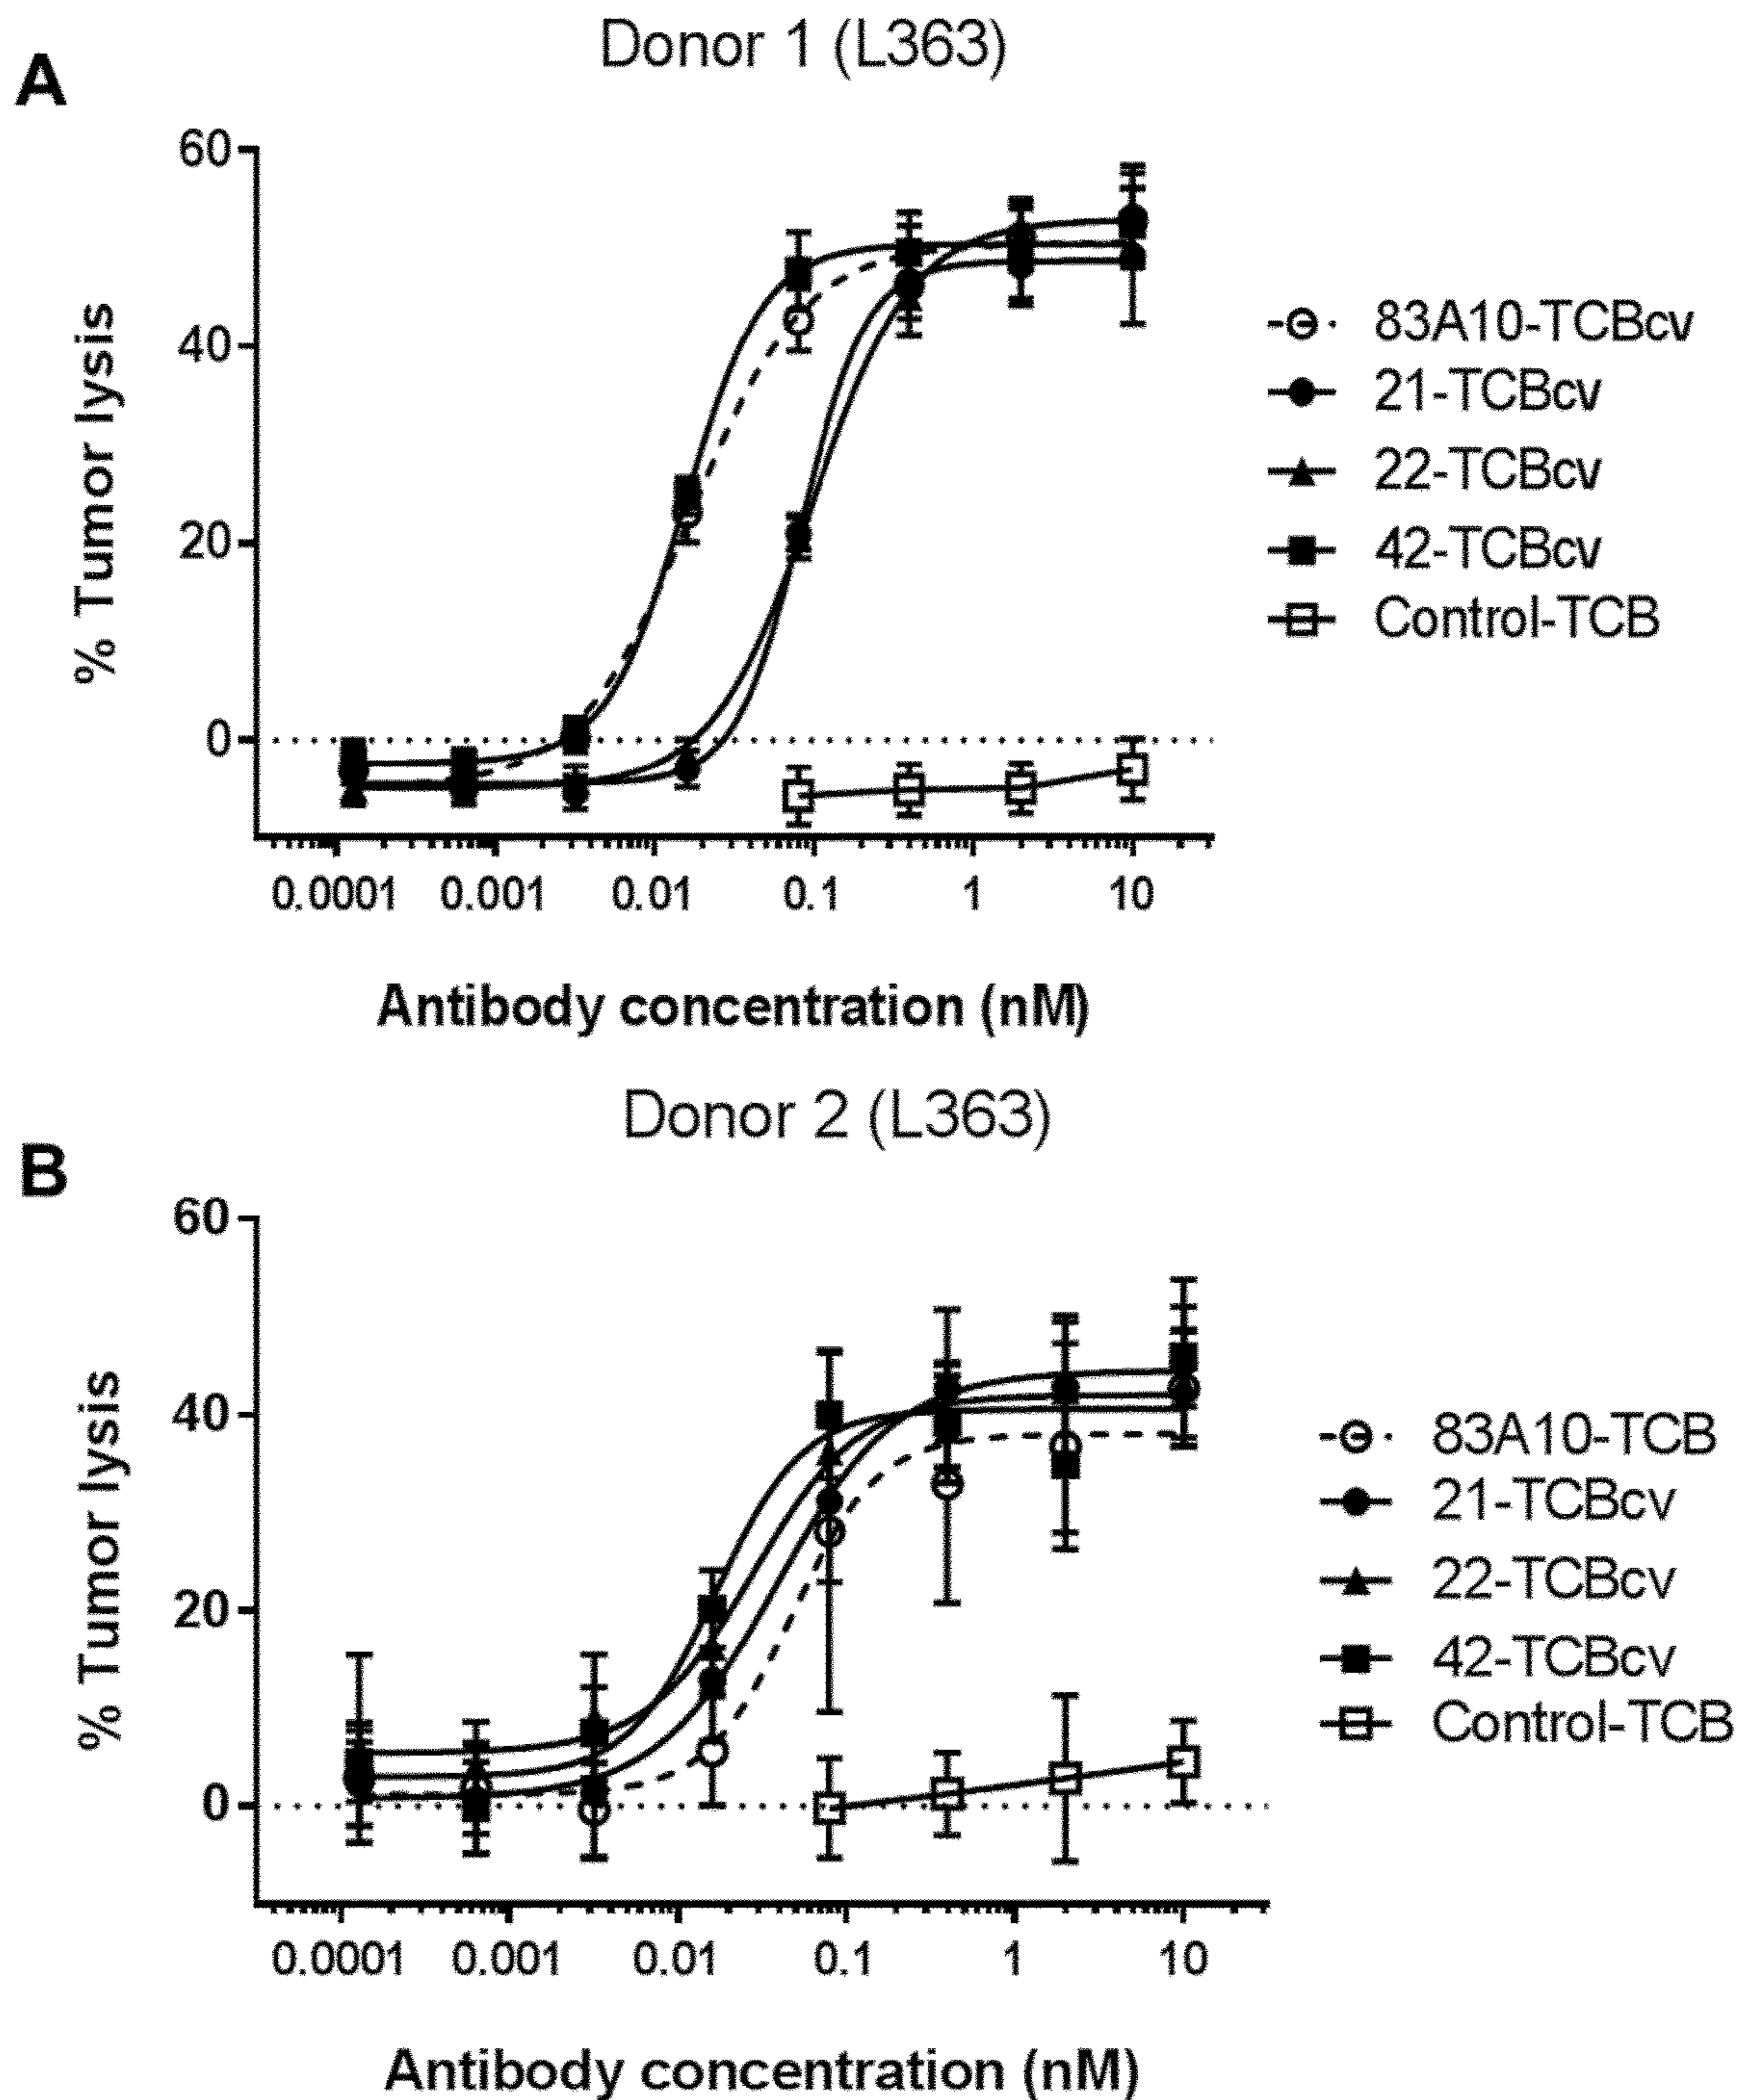 Donor 1 (L363)
A
60
40
20
0
% Tumor lysis
0.0001 0.001 0.01 0.1 1 10
Antibody concentration (nM)
83A10-TCBcv
21-TCBcv
22-TCBcv
42-TCBcv
Control-TCB
Donor 2 (L363)
B
60
40
20
0
% Tumor lysis
0.0001 0.001 0.01 0.1 1 10
Antibody concentration (nM)
83A10-TCB
21-TCBcv
22-TCBcv
42-TCBcv
Control-TCB